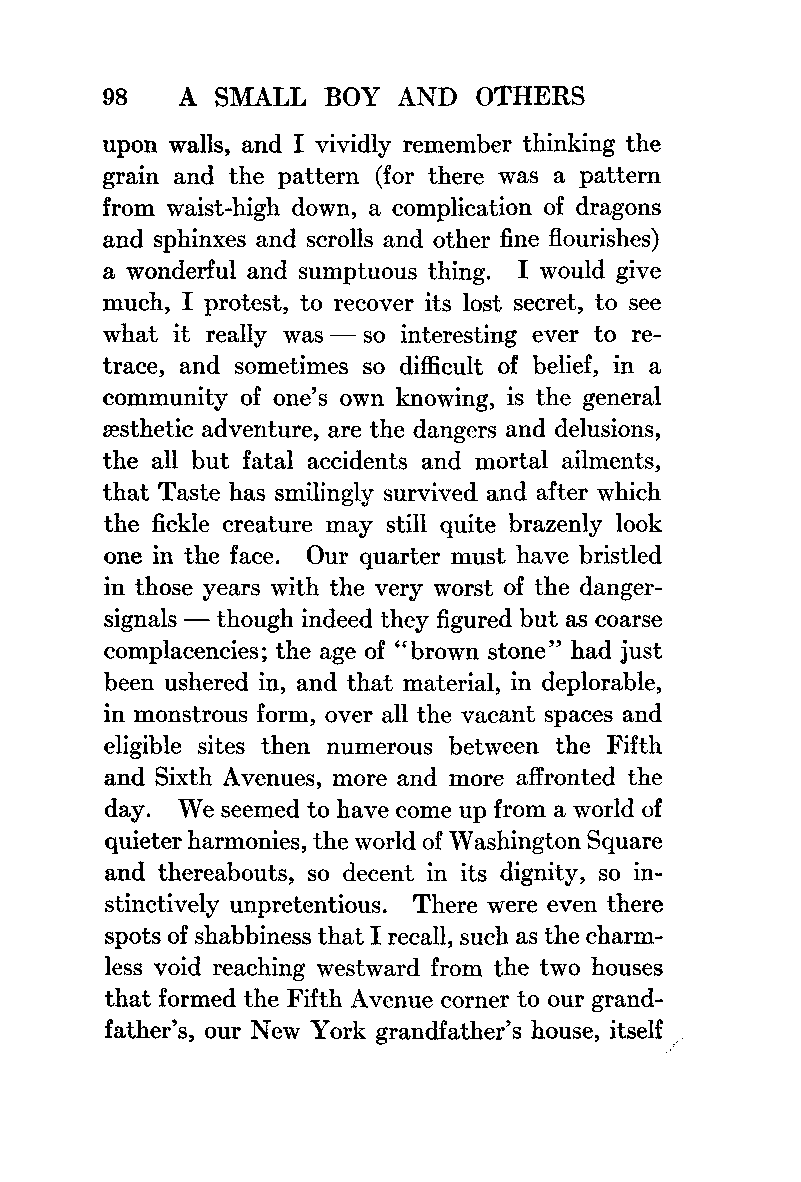 98 A SMALL BOY AND OTHERS
upon walls, and I vividly remember thinking the
grain and the pattern (for there was a pattern
from waist-high down, a complication of dragons
and sphinxes and scrolls and other fine flourishes)
a wonderful and sumptuous thing. I would give
much, I protest, to recover its lost secret, to see
what it really was — so interesting ever to re-
trace, and sometimes so difficult of belief, in a
community of one's own knowing, is the general
æsthetic adventure, are the dangers and delusions,
the all but fatal accidents and mortal ailments,
that Taste has smilingly survived and after which
the fickle creature may still quite brazenly look
one in the face. Our quarter must have bristled
in those years with the very worst of the danger-
signals — though indeed they figured but as coarse
complacencies; the age of "brown stone" had just
been ushered in, and that material, in deplorable,
in monstrous form, over all the vacant spaces and
eligible sites then numerous between the Fifth
and Sixth Avenues, more and more affronted the
day. We seemed to have come up from a world of
quieter harmonies, the world of Washington Square
and thereabouts, so decent in its dignity, so in-
stinctively unpretentious. There were even there
spots of shabbiness that I recall, such as the charm-
less void reaching westward from the two houses
that formed the Fifth Avenue corner to our grand-
father's, our New York grandfather's house, itself